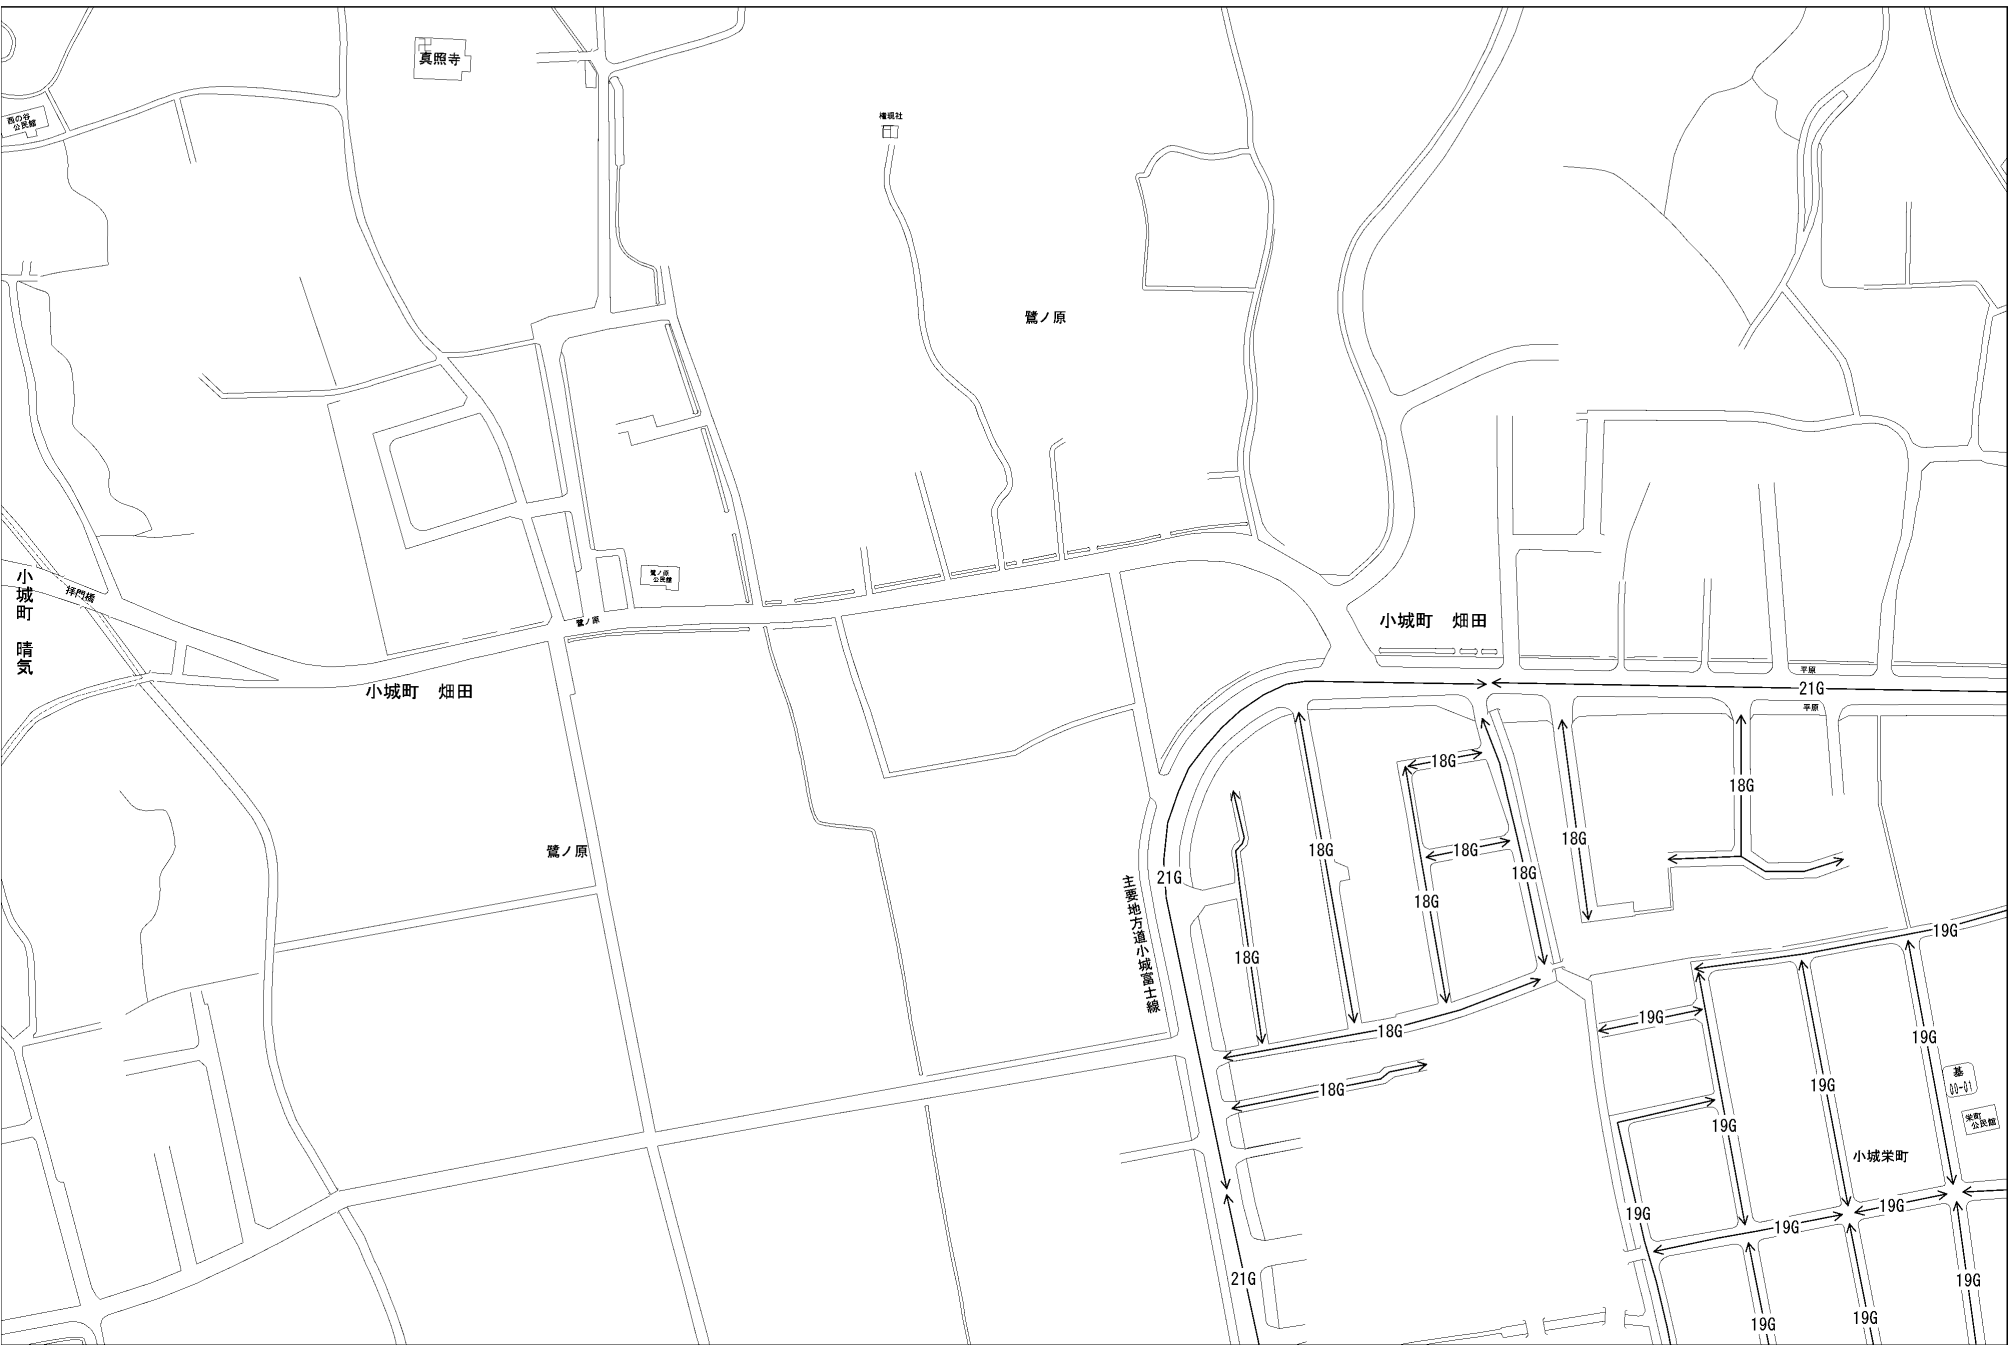 真照寺
西の谷
公民館
権現社
鷺ノ原
小城町 晴気
拝門橋
鷺ノ原
公民館
鷺ノ原
小城町 畑田
小城町 畑田
平原
21G
平原
18G
18G
18G
18G
18G
21G
18G
18G
鷺ノ原
主要地方道小城富士線
18G
18G
18G
19G
19G
19G
19G
基
00-01
栄町
公民館
19G
小城栄町
19G
19G
19G
21G
19G
19G
19G